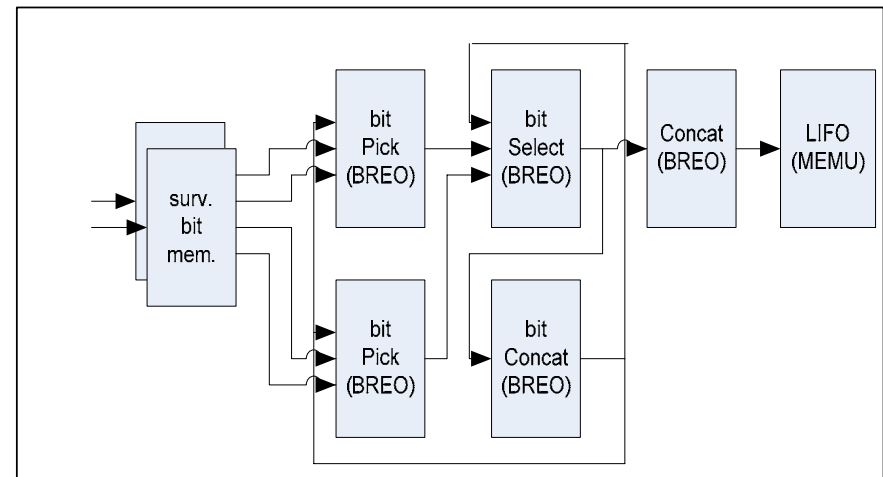 surv.
bit
mem.
bit
Pick
(BREO)
bit
Select
(BREO)
Concat
(BREO)
LIFO
(MEMU)
bit
Pick
(BREO)
bit
Concat
(BREO)